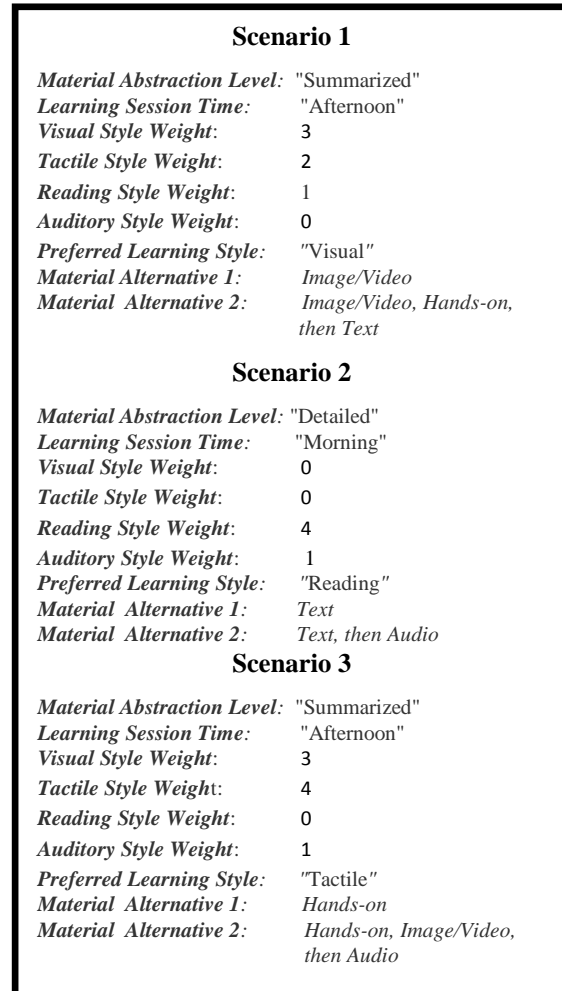 Scenario 1
Material Abstraction Level: "Summarized"
Learning Session Time: "Afternoon"
Visual Style Weight: 3
Tactile Style Weight: 2
Reading Style Weight: 1
Auditory Style Weight: 0
Preferred Learning Style: "Visual"
Material Alternative 1: Image/Video
Material Alternative 2: Image/Video, Hands-on,
then Text
Scenario 2
Material Abstraction Level: "Detailed"
Learning Session Time: "Morning"
Visual Style Weight: 0
Tactile Style Weight: 0
Reading Style Weight: 4
Auditory Style Weight: 1
Preferred Learning Style: "Reading"
Material Alternative 1: Text
Material Alternative 2: Text, then Audio
Scenario 3
Material Abstraction Level: "Summarized"
Learning Session Time: "Afternoon"
Visual Style Weight: 3
Tactile Style Weight: 4
Reading Style Weight: 0
Auditory Style Weight: 1
Preferred Learning Style: "Tactile"
Material Alternative 1: Hands-on
Material Alternative 2: Hands-on, Image/Video,
then Audio